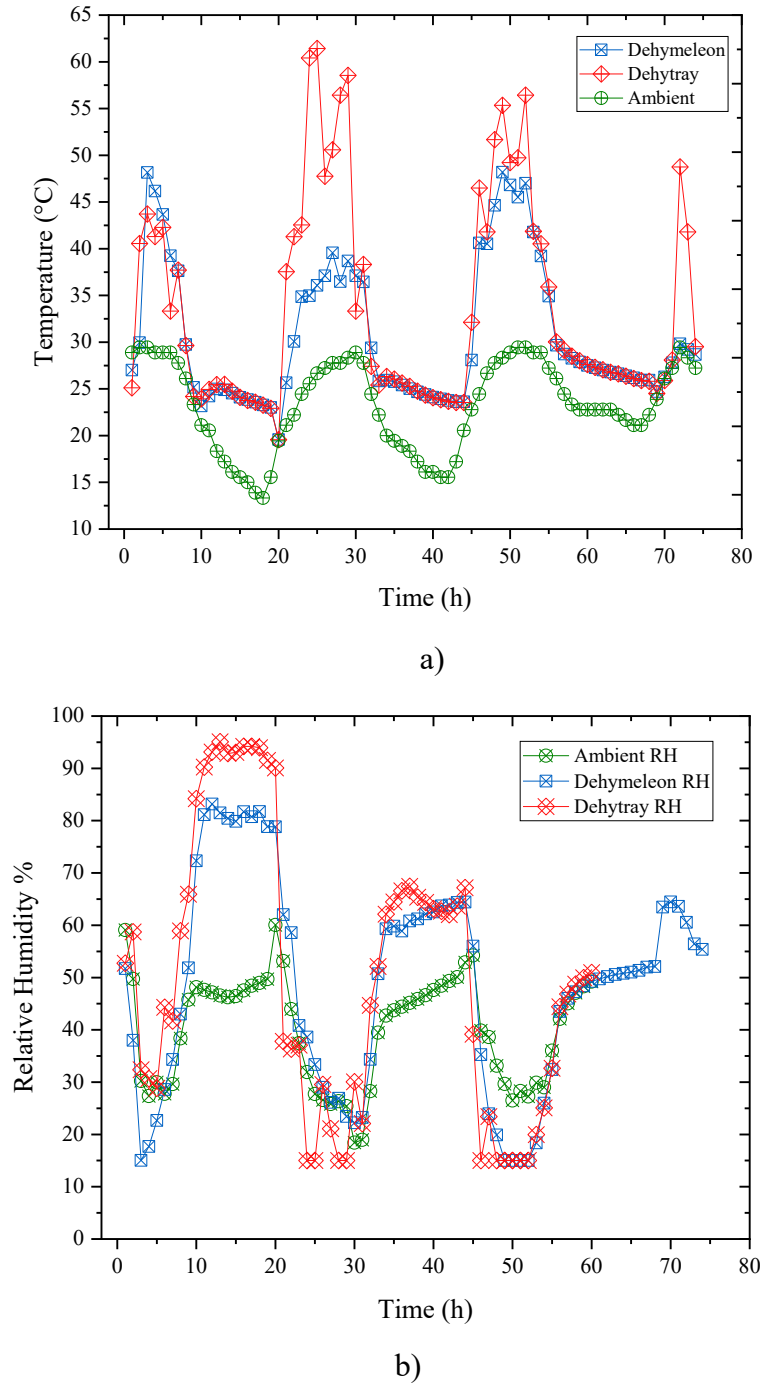 65
60
55
50
45
40
35
30
25
20
15
10
Temperature (°C)
Dehymeleon
Dehytray
Ambient
0 10 20 30 40 50 60 70 80
Time (h)
a)
100
90
80
70
60
50
40
30
20
10
0
Relative Humidity %
Ambient RH
Dehymeleon RH
Dehytray RH
0 10 20 30 40 50 60 70 80
Time (h)
b)